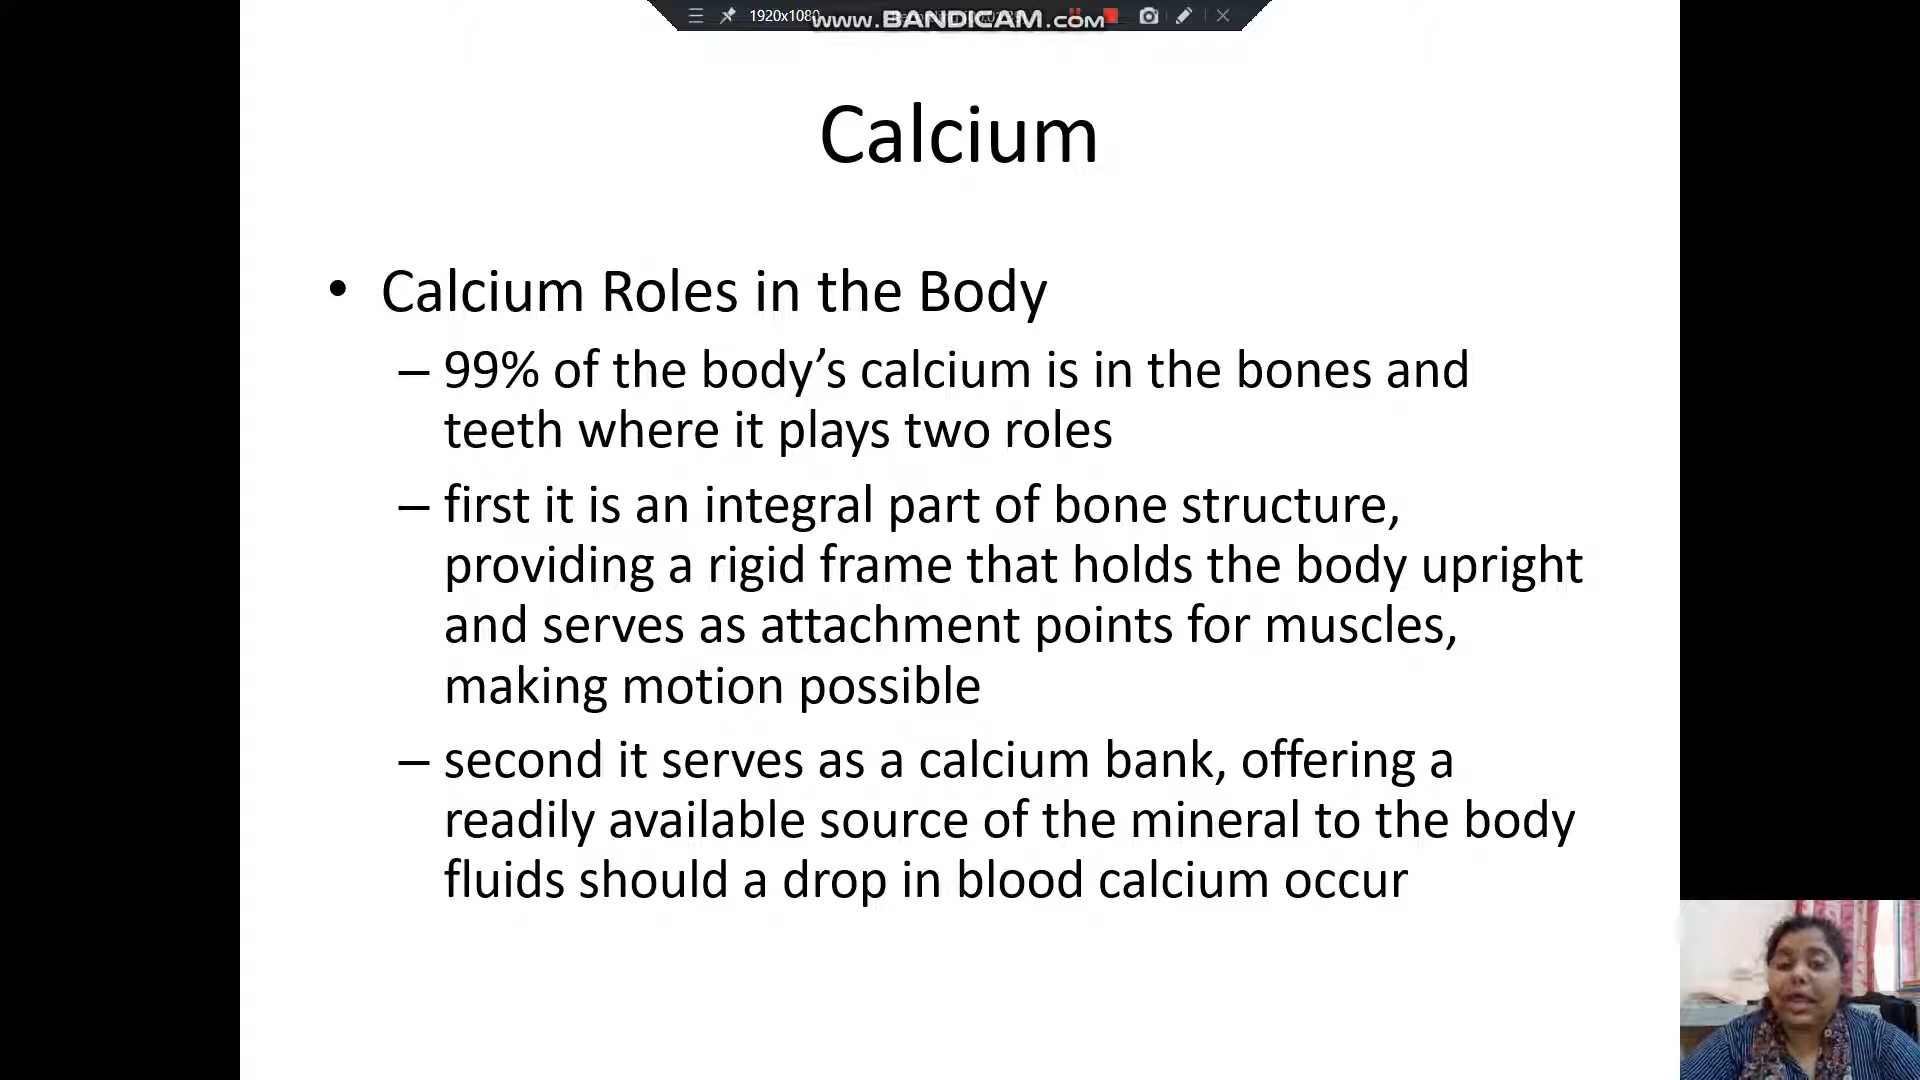 1920x1080
www.BANDICAM.com
Calcium
• Calcium Roles in the Body
– 99% of the body’s calcium is in the bones and
teeth where it plays two roles
– first it is an integral part of bone structure,
providing a rigid frame that holds the body upright
and serves as attachment points for muscles,
making motion possible
– second it serves as a calcium bank, offering a
readily available source of the mineral to the body
fluids should a drop in blood calcium occur